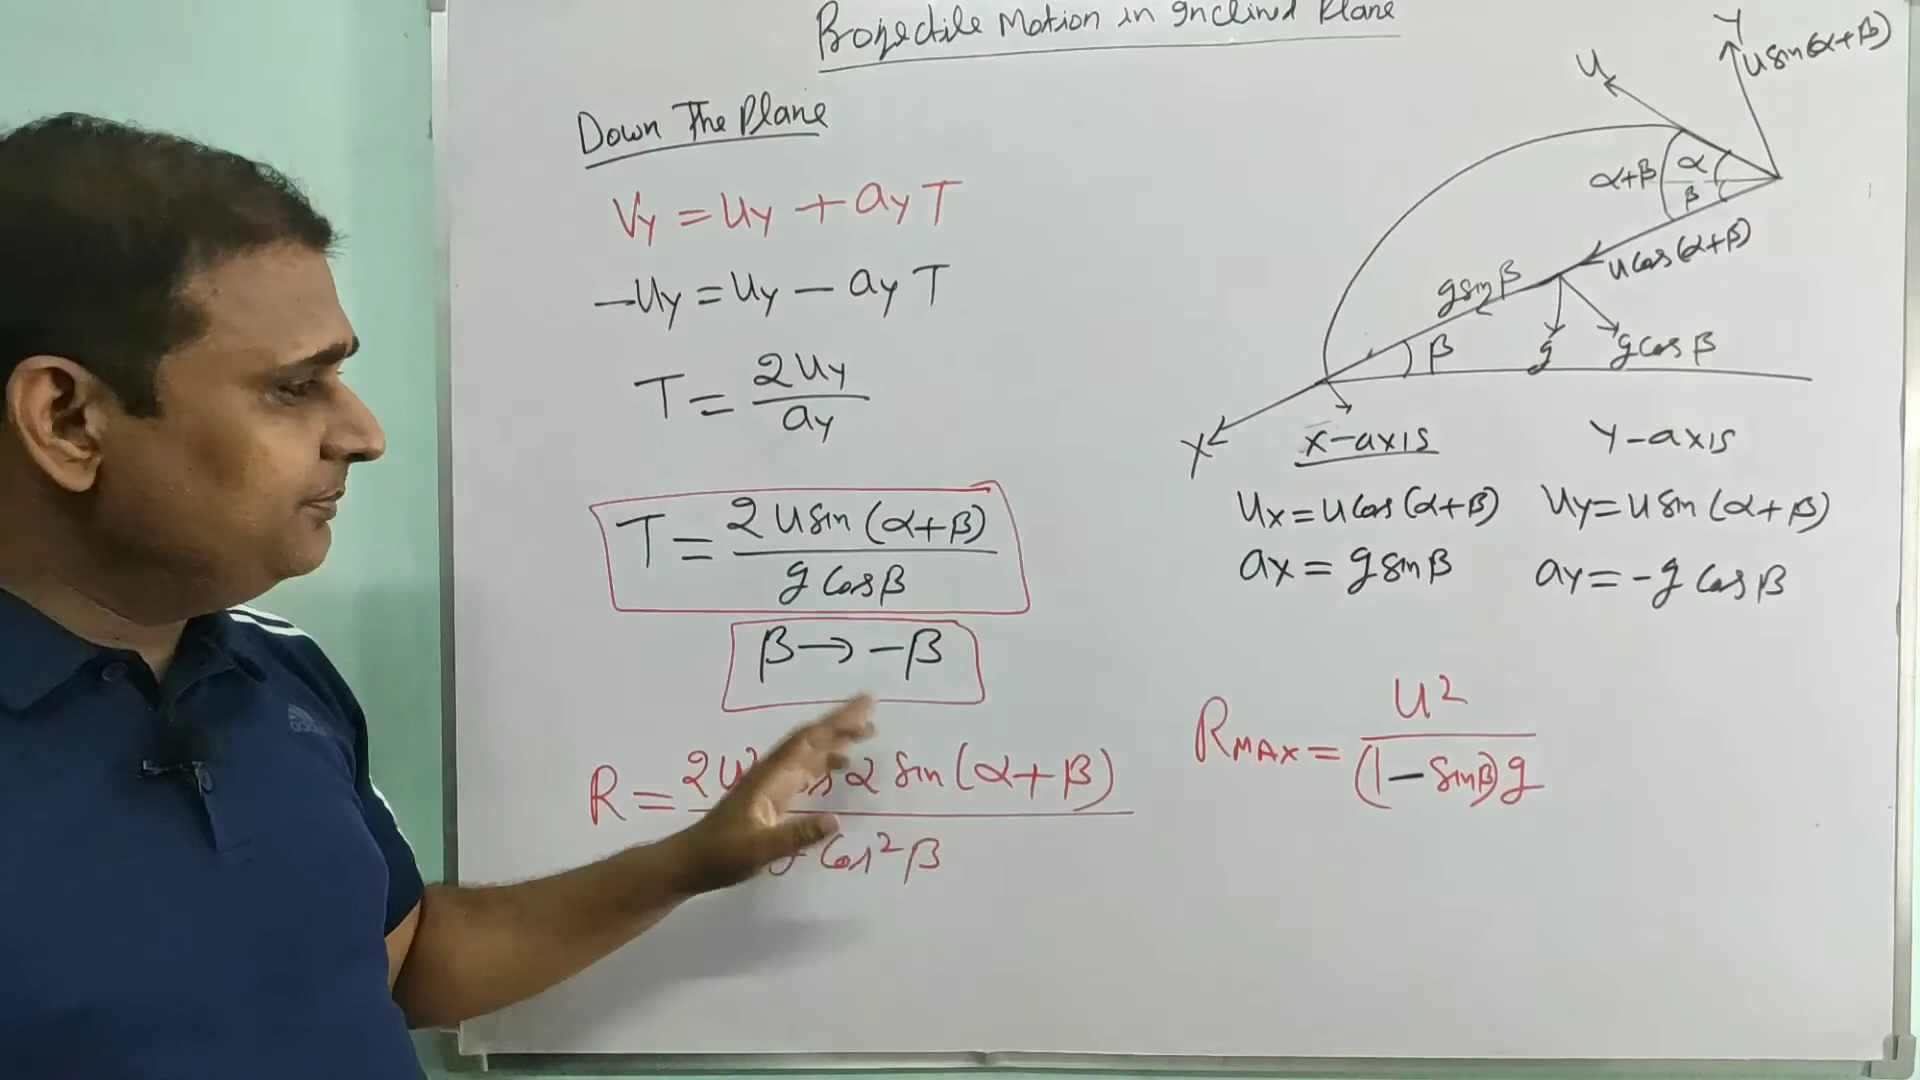 Projectile Motion in Inclined Plane
Down The Plane
Vy = Uy + ay T
-Uy = Uy - ay T
T = 2Uy / ay
T = 2 U sin (α+β) / g cos β
β → -β
R = 2U² α sin (α+β) / g cos² β
Y
U sin (α+β)
U
α+β
α
β
U cos (α+β)
g sin β
β
g
g cos β
X
X-axis
Y-axis
Ux = U cos (α+β)
Uy = U sin (α+β)
ax = g sin β
ay = -g cos β
RMAX = U² / (1 - sin β) g
adidas